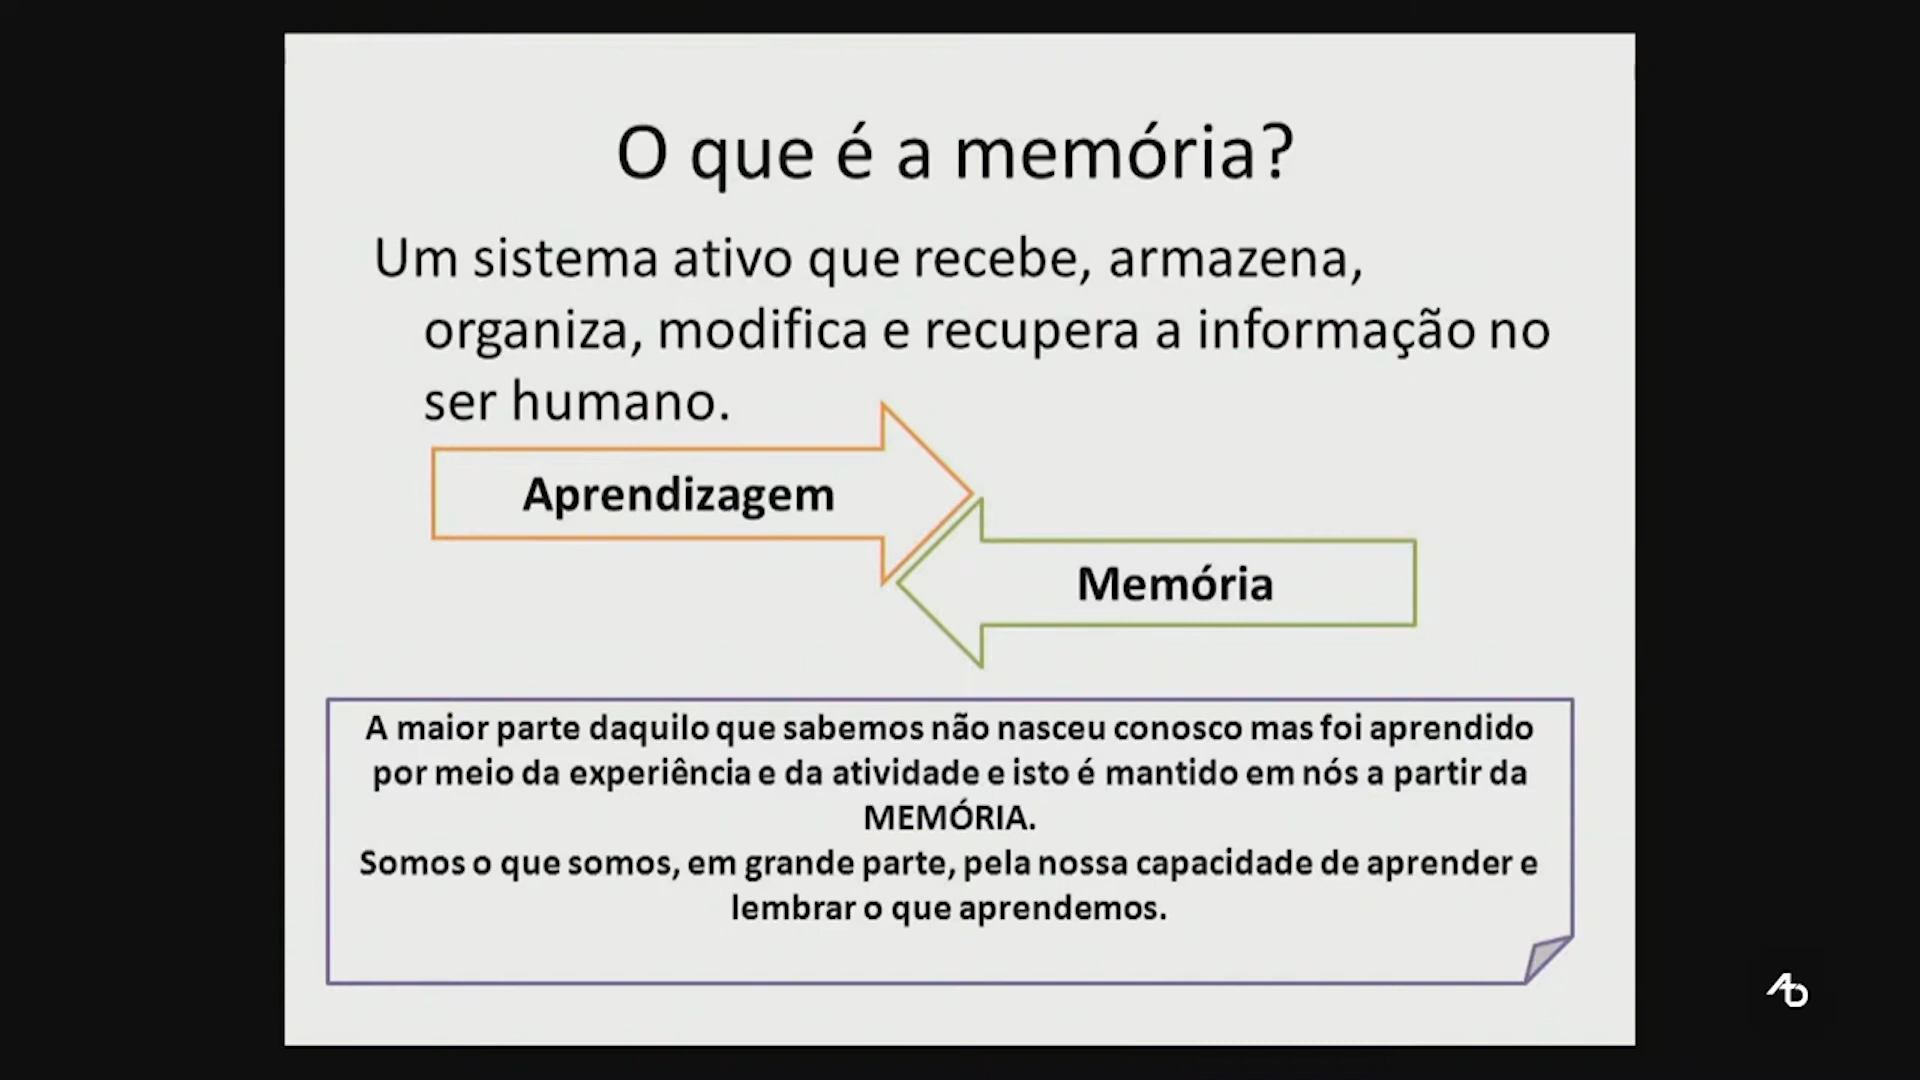 O que é a memória?
Um sistema ativo que recebe, armazena,
organiza, modifica e recupera a informação no
ser humano.
Aprendizagem
Memória
A maior parte daquilo que sabemos não nasceu conosco mas foi aprendido
por meio da experiência e da atividade e isto é mantido em nós a partir da
MEMÓRIA.
Somos o que somos, em grande parte, pela nossa capacidade de aprender e
lembrar o que aprendemos.